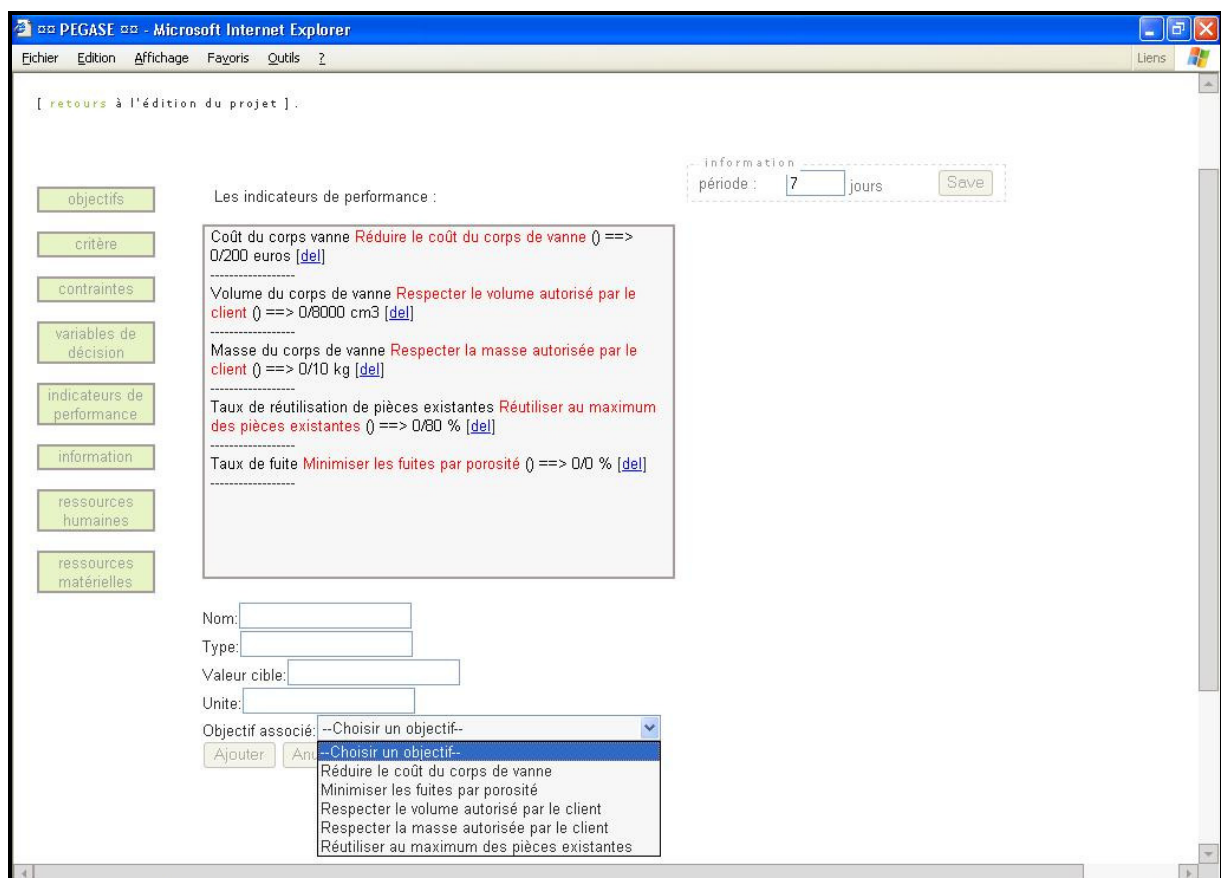 ¤¤ PEGASE ¤¤ - Microsoft Internet Explorer
Fichier Edition Affichage Favoris Outils ?
Liens
[ retours à l'édition du projet ] .
information
période : 7 jours Save
objectifs
critère
contraintes
variables de
décision
indicateurs de
performance
information
ressources
humaines
ressources
matérielles
Les indicateurs de performance :
Coût du corps vanne Réduire le coût du corps de vanne () ==>
0/200 euros [del]
-----------------
Volume du corps de vanne Respecter le volume autorisé par le
client () ==> 0/8000 cm3 [del]
-----------------
Masse du corps de vanne Respecter la masse autorisée par le
client () ==> 0/10 kg [del]
-----------------
Taux de réutilisation de pièces existantes Réutiliser au maximum
des pièces existantes () ==> 0/80 % [del]
-----------------
Taux de fuite Minimiser les fuites par porosité () ==> 0/0 % [del]
-----------------
Nom:
Type:
Valeur cible:
Unite:
Objectif associé: --Choisir un objectif--
Ajouter
--Choisir un objectif--
Réduire le coût du corps de vanne
Minimiser les fuites par porosité
Respecter le volume autorisé par le client
Respecter la masse autorisée par le client
Réutiliser au maximum des pièces existantes